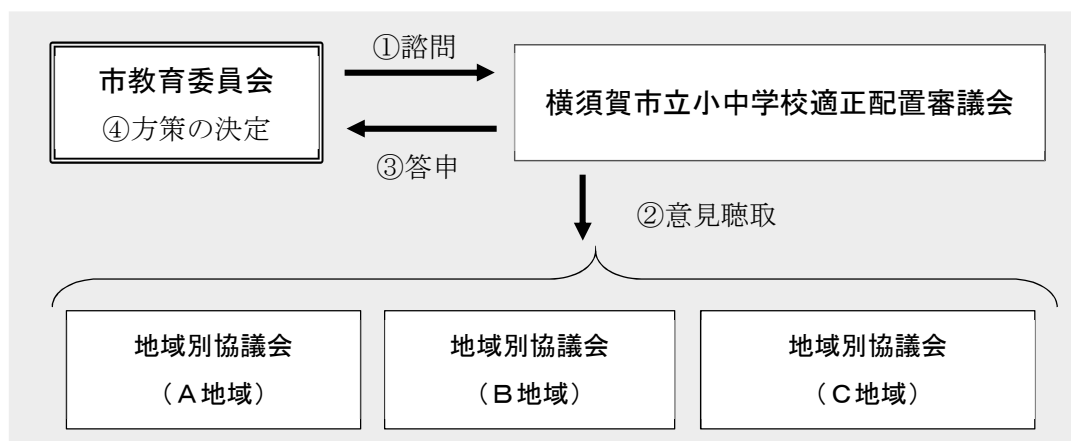 ①諮問
市教育委員会
④方策の決定
横須賀市立小中学校適正配置審議会
③答申
②意見聴取
地域別協議会
（A地域）
地域別協議会
（B地域）
地域別協議会
（C地域）